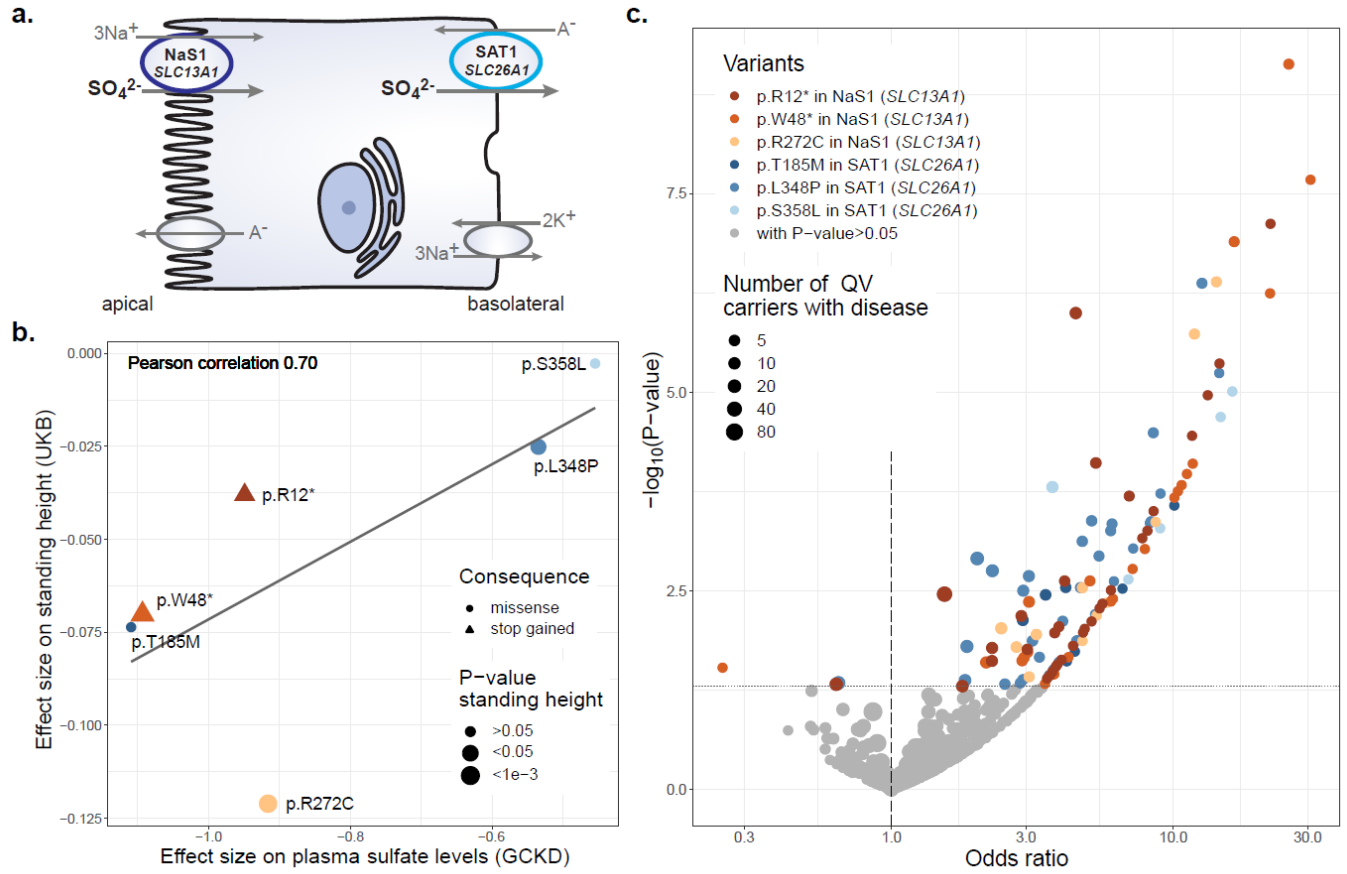 a.
3Na+
NaS1
SLC13A1
SO42-
A-
SAT1
SLC26A1
SO42-
A-
2K+
3Na+
apical
basolateral
b.
Pearson correlation 0.70
p.S358L
p.L348P
p.R12*
p.W48*
p.T185M
p.R272C
Consequence
missense
stop gained
P-value
standing height
>0.05
<0.05
<1e−3
0.000
−0.025
−0.050
−0.075
−0.100
−0.125
Effect size on standing height (UKB)
−1.0
−0.8
−0.6
Effect size on plasma sulfate levels (GCKD)
c.
Variants
p.R12* in NaS1 (SLC13A1)
p.W48* in NaS1 (SLC13A1)
p.R272C in NaS1 (SLC13A1)
p.T185M in SAT1 (SLC26A1)
p.L348P in SAT1 (SLC26A1)
p.S358L in SAT1 (SLC26A1)
with P−value>0.05
Number of QV
carriers with disease
5
10
20
40
80
7.5
5.0
2.5
0.0
−log10(P−value)
0.3
1.0
3.0
10.0
30.0
Odds ratio